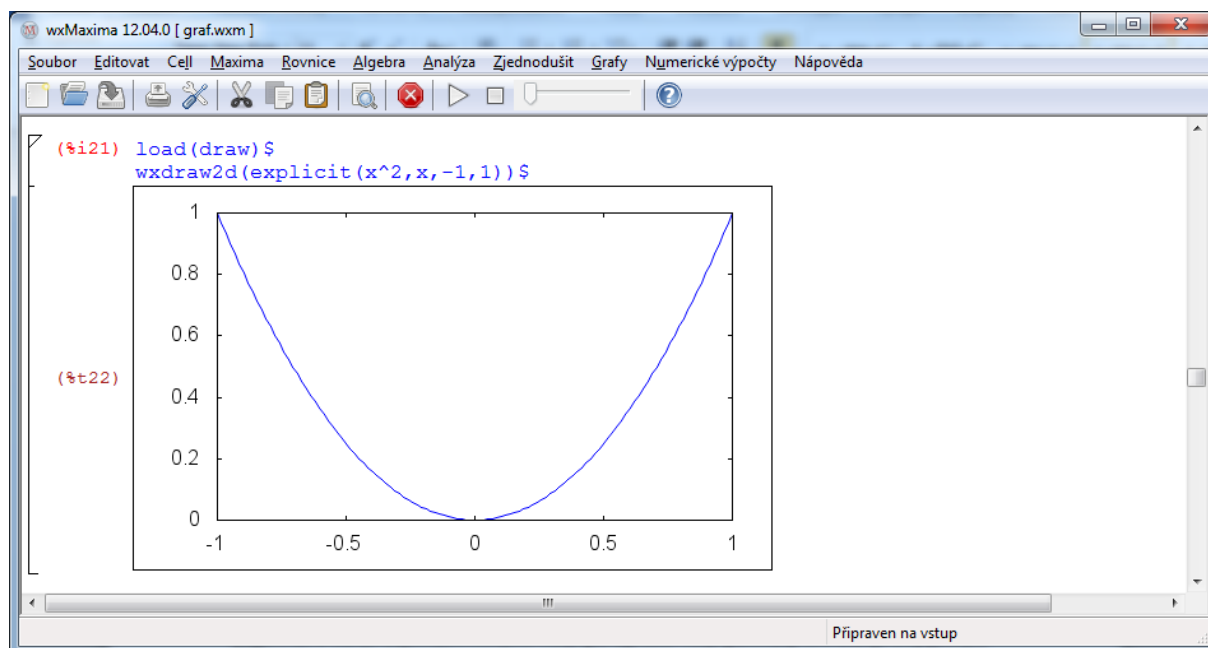 wxMaxima 12.04.0 [ graf.wxm ]
Soubor Editovat Cell Maxima Rovnice Algebra Analýza Zjednodušit Grafy Numerické výpočty Nápověda
(%i21) load(draw)$
wxdraw2d(explicit(x^2,x,-1,1))$
1
0.8
0.6
(%t22)
0.4
0.2
0
-1 -0.5 0 0.5 1
Připraven na vstup